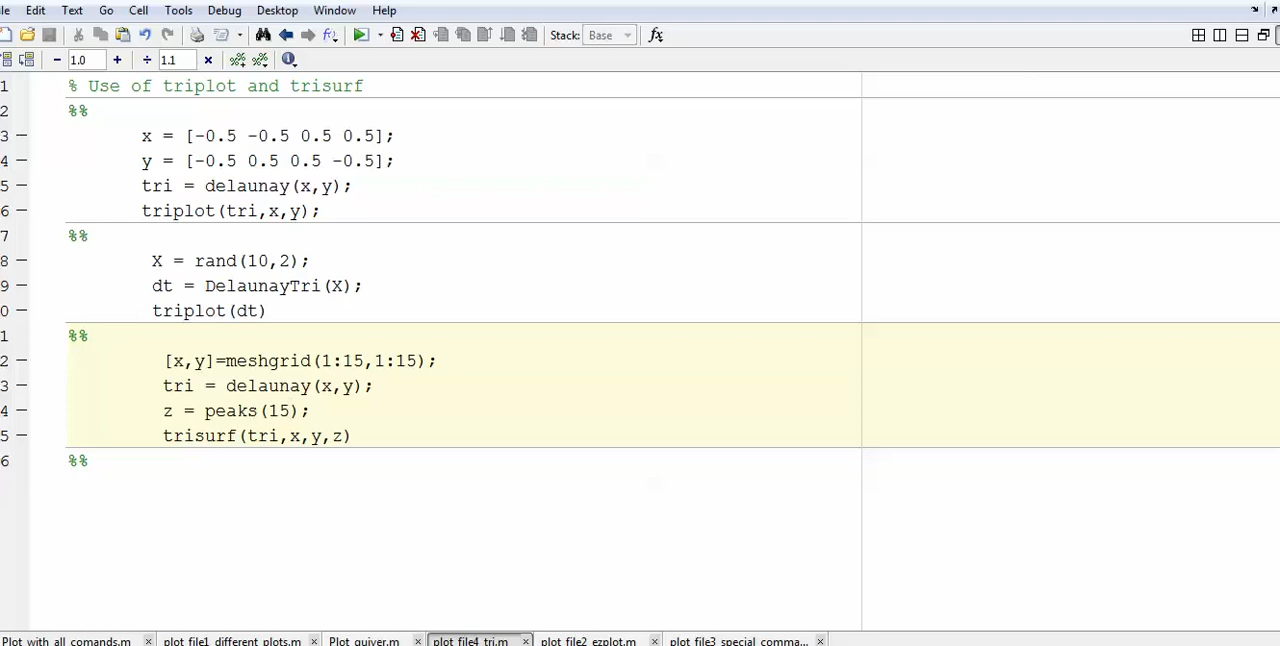 le Edit Text Go Cell Tools Debug Desktop Window Help
Stack: Base fx
− 1.0 + ÷ 1.1 ×
1 % Use of triplot and trisurf
2 %%
3 − x = [-0.5 -0.5 0.5 0.5];
4 − y = [-0.5 0.5 0.5 -0.5];
5 − tri = delaunay(x,y);
6 − triplot(tri,x,y);
7 %%
8 − X = rand(10,2);
9 − dt = DelaunayTri(X);
0 − triplot(dt)
1 %%
2 − [x,y]=meshgrid(1:15,1:15);
3 − tri = delaunay(x,y);
4 − z = peaks(15);
5 − trisurf(tri,x,y,z)
6 %%
Plot with all comands.m × plot file1 different plots.m × Plot quiver.m × plot file4 tri.m × plot file2 ezplot.m × plot file3 special comma... ×